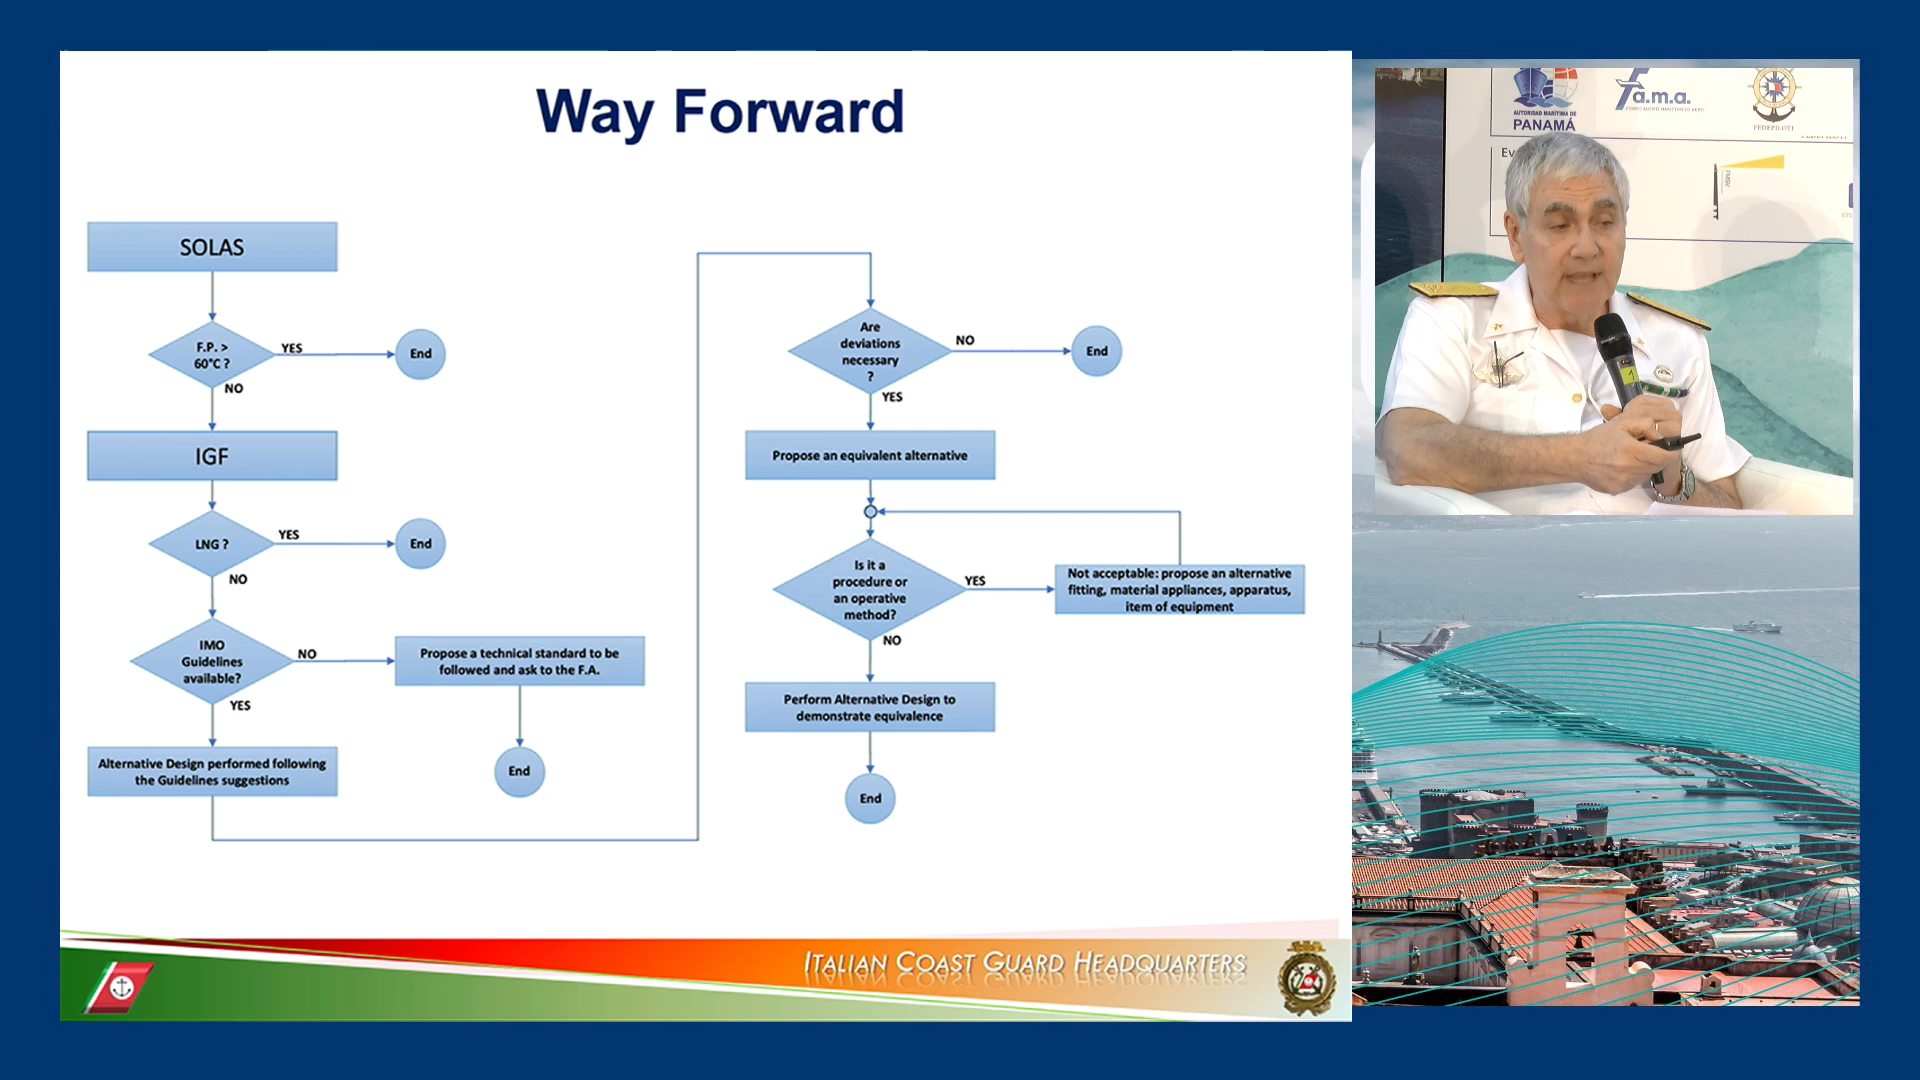 Way Forward
SOLAS
F.P. >
60°C ?
YES
End
NO
IGF
LNG ?
YES
End
NO
IMO
Guidelines
available?
NO
Propose a technical standard to be
followed and ask to the F.A.
End
YES
Alternative Design performed following
the Guidelines suggestions
Are
deviations
necessary
?
NO
End
YES
Propose an equivalent alternative
Is it a
procedure or
an operative
method?
YES
Not acceptable: propose an alternative
fitting, material appliances, apparatus,
item of equipment
NO
Perform Alternative Design to
demonstrate equivalence
End
ITALIAN COAST GUARD HEADQUARTERS
AUTORIDAD MARÍTIMA DE
PANAMÁ
Fa.m.a.
FEDEPILOTI
Ev
1